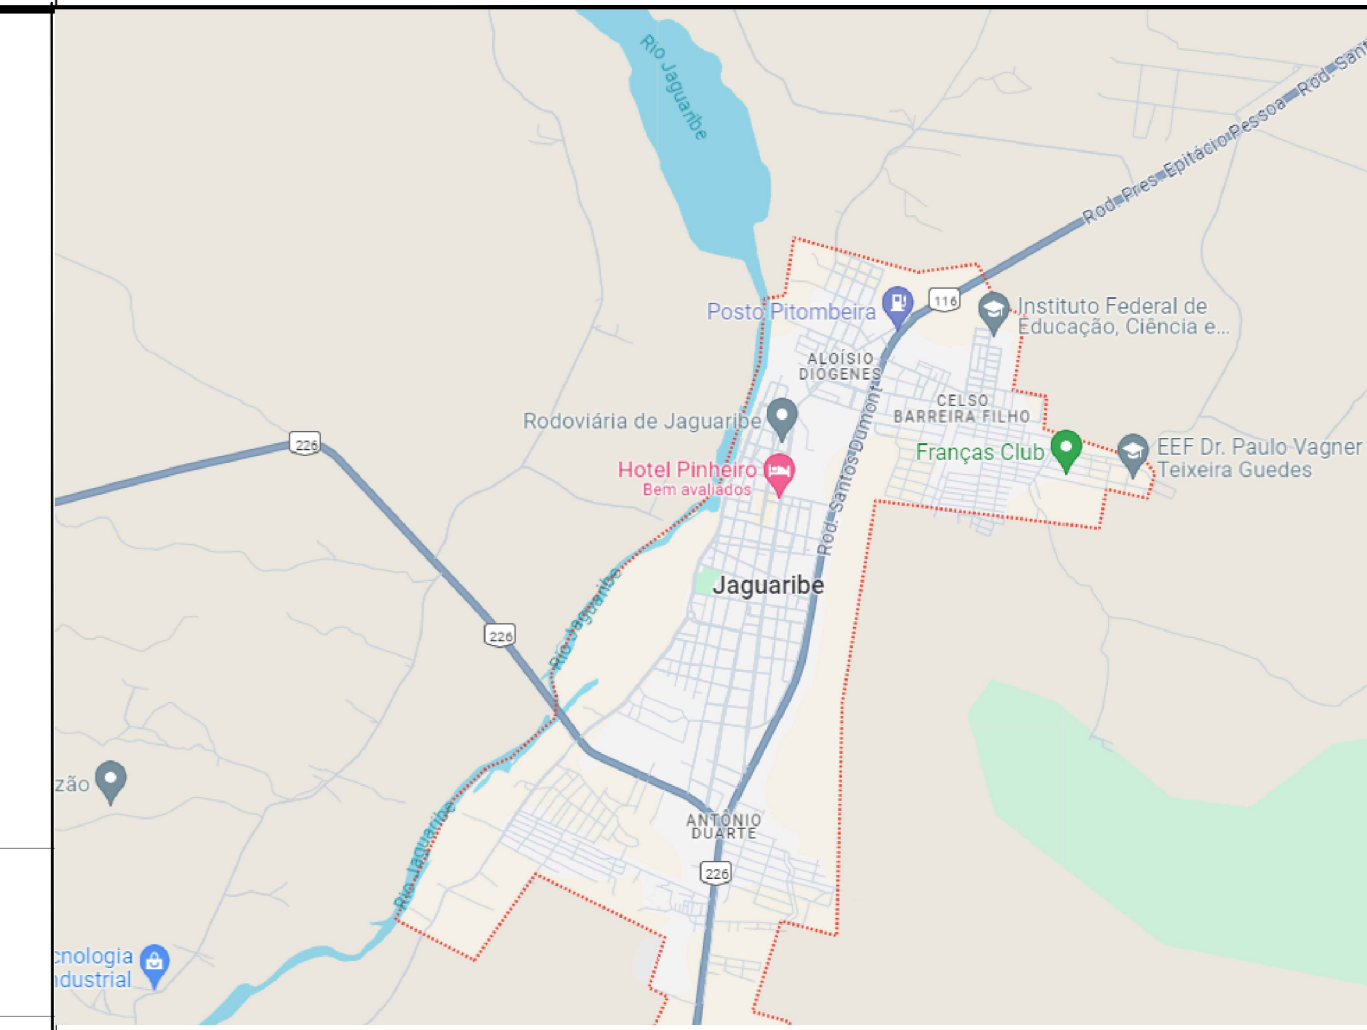 Rio Jaguaribe
Rod. Pres. Epitácio Pessoa
Rod. Sant
116
Posto Pitombeira
Instituto Federal de
Educação, Ciência e...
ALOÍSIO
DIÓGENES
CELSO
BARREIRA FILHO
Rodoviária de Jaguaribe
Rod. Santos Dumont
226
Franças Club
EEF Dr. Paulo Vagner
Teixeira Guedes
Hotel Pinheiro
Bem avaliados
Jaguaribe
Rio Jaguaribe
226
zão
Rio Jaguaribe
ANTÔNIO
DUARTE
226
cnologia
ndustrial